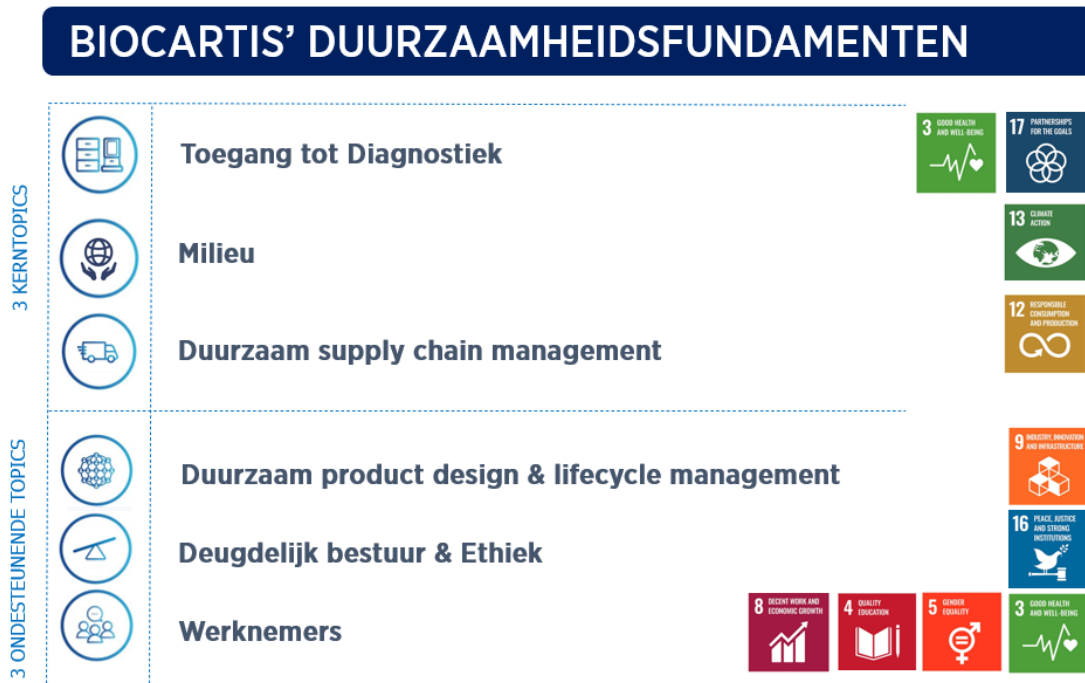 BIOCARTIS’ DUURZAAMHEIDSFUNDAMENTEN
3 KERNTOPICS
Toegang tot Diagnostiek
3 GOOD HEALTH
AND WELL-BEING
17 PARTNERSHIPS
FOR THE GOALS
Milieu
13 CLIMATE
ACTION
Duurzaam supply chain management
12 RESPONSIBLE
CONSUMPTION
AND PRODUCTION
3 ONDESTEUNENDE TOPICS
Duurzaam product design & lifecycle management
9 INDUSTRY, INNOVATION
AND INFRASTRUCTURE
Deugdelijk bestuur & Ethiek
16 PEACE, JUSTICE
AND STRONG
INSTITUTIONS
Werknemers
8 DECENT WORK AND
ECONOMIC GROWTH
4 QUALITY
EDUCATION
5 GENDER
EQUALITY
3 GOOD HEALTH
AND WELL-BEING